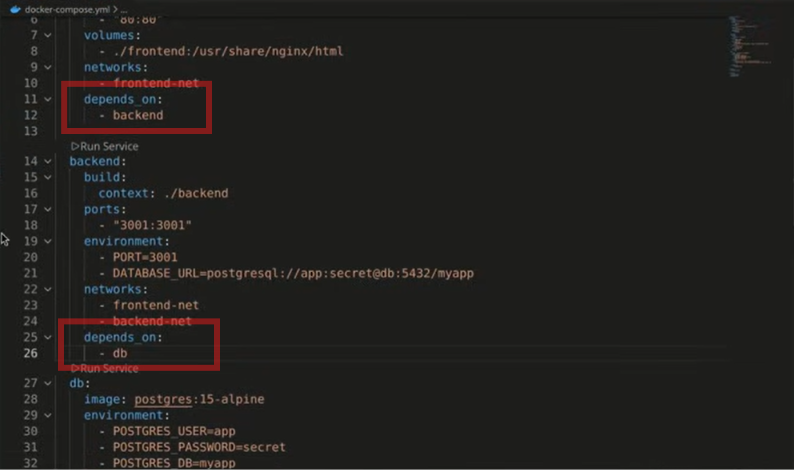 docker-compose.yml > ...
6 - "80:80"
7 volumes:
8 - ./frontend:/usr/share/nginx/html
9 networks:
10 - frontend-net
11 depends_on:
12 - backend
13
▷Run Service
14 backend:
15 build:
16 context: ./backend
17 ports:
18 - "3001:3001"
19 environment:
20 - PORT=3001
21 - DATABASE_URL=postgresql://app:secret@db:5432/myapp
22 networks:
23 - frontend-net
24 - backend-net
25 depends_on:
26 - db
▷Run Service
27 db:
28 image: postgres:15-alpine
29 environment:
30 - POSTGRES_USER=app
31 - POSTGRES_PASSWORD=secret
32 - POSTGRES_DB=myapp